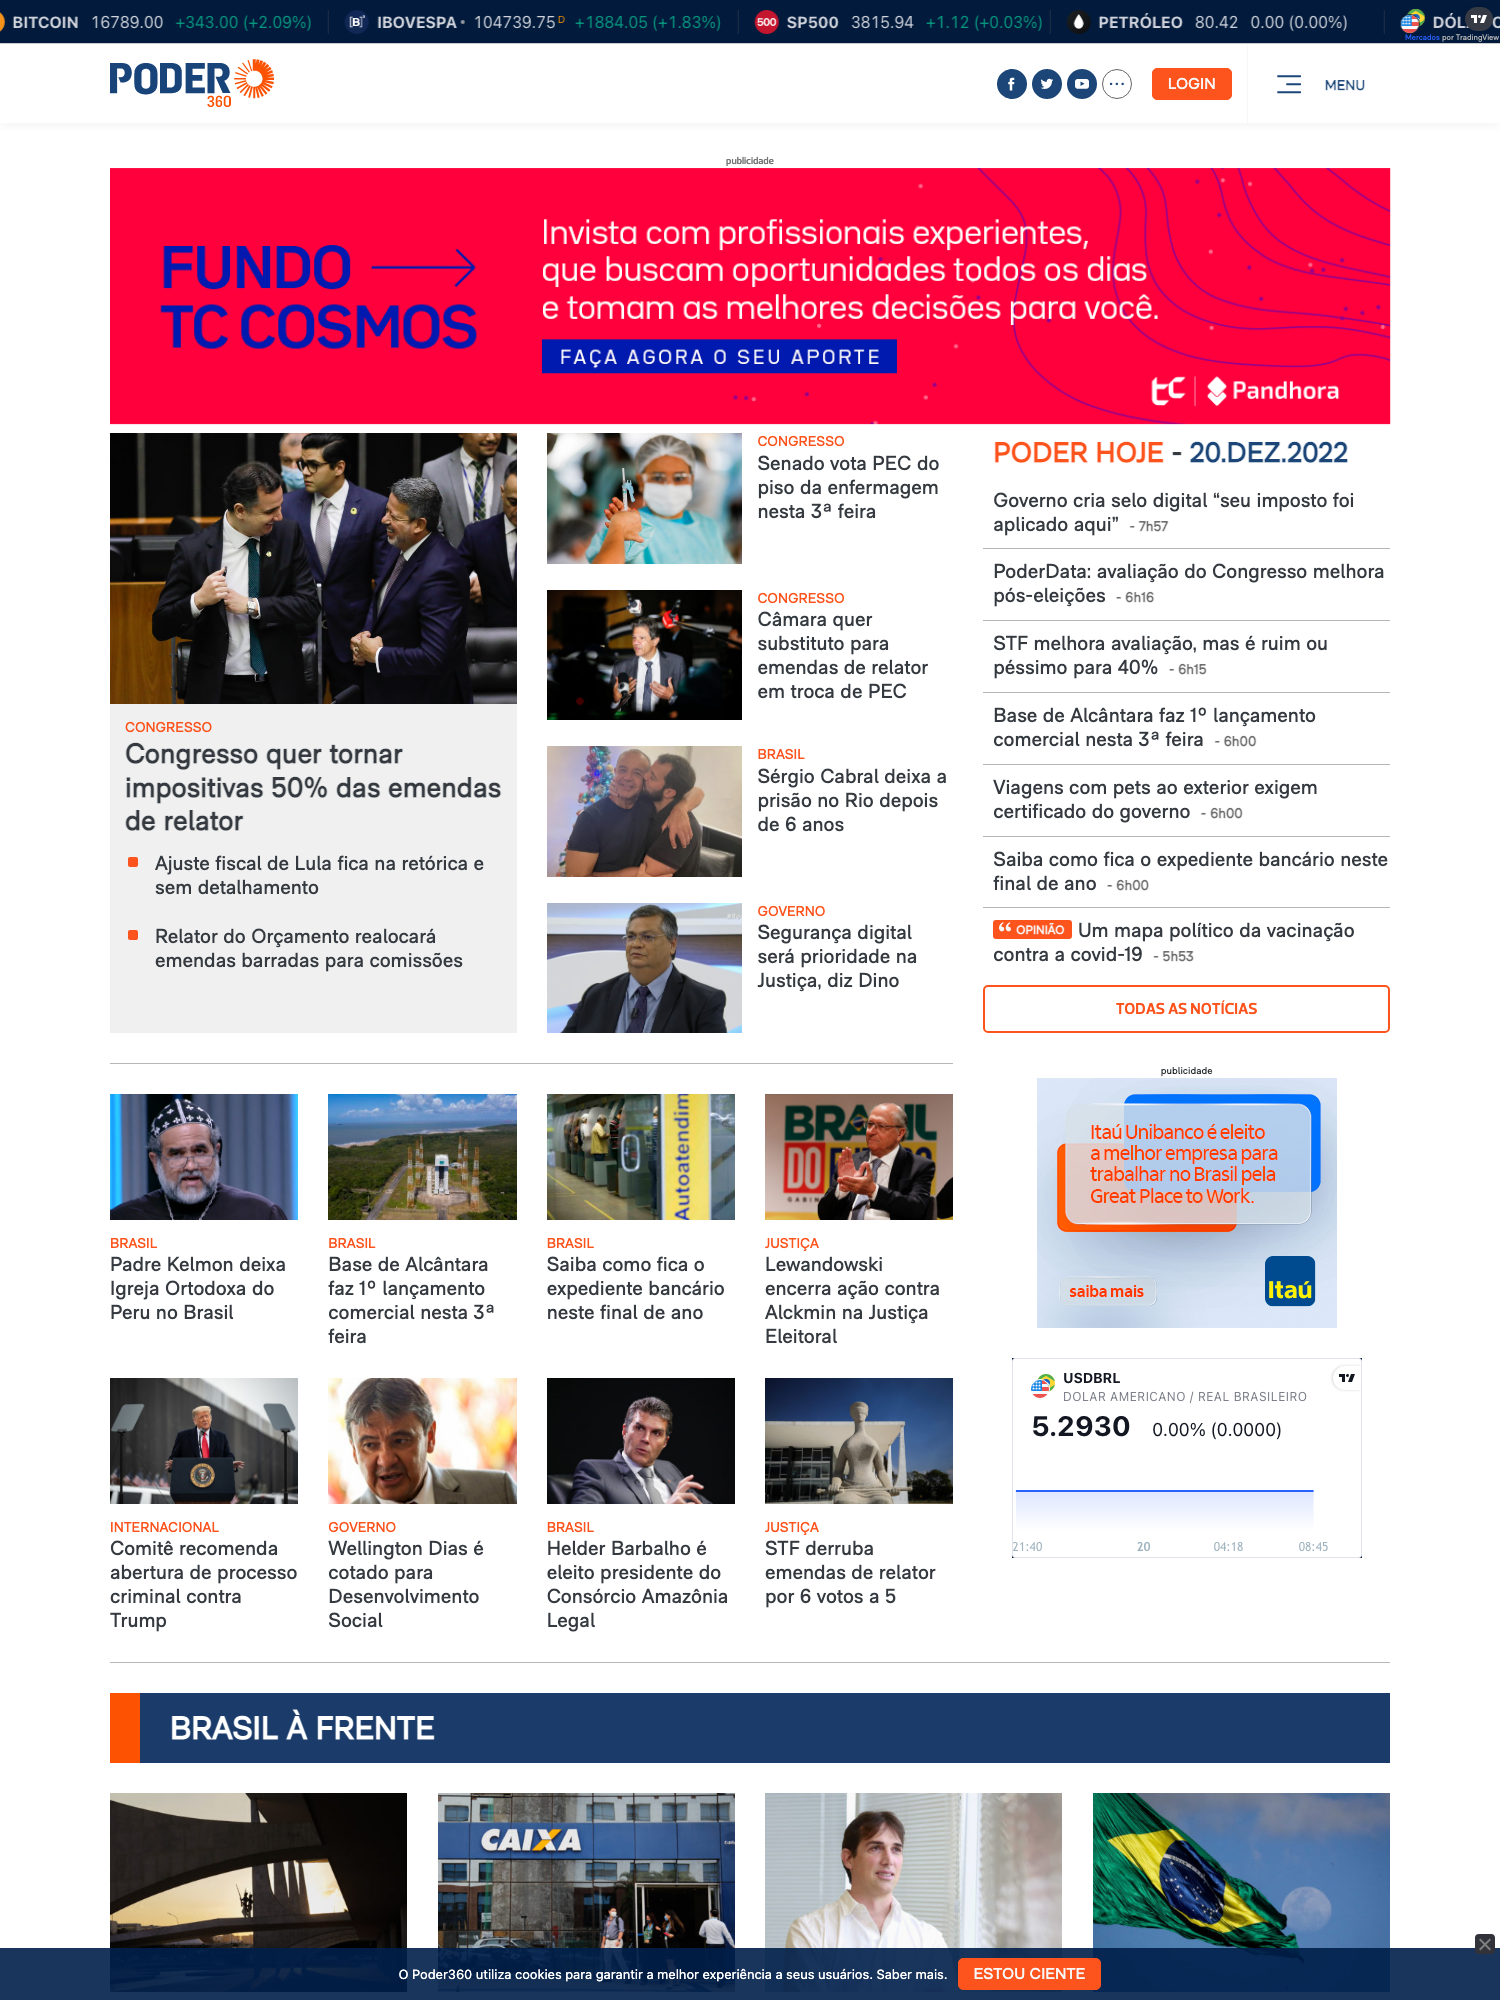 BITCOIN 16789.00 +343.00 (+2.09%)
IBOVESPA 104739.75 D +1884.05 (+1.83%)
500 SP500 3815.94 +1.12 (+0.03%)
PETRÓLEO 80.42 0.00 (0.00%)
Mercados por TradingView
PODER
360
LOGIN
MENU
publicidade
FUNDO
TC COSMOS
Invista com profissionais experientes,
que buscam oportunidades todos os dias
e tomam as melhores decisões para você.
FAÇA AGORA O SEU APORTE
tc Pandhora
CONGRESSO
Congresso quer tornar
impositivas 50% das emendas
de relator
Ajuste fiscal de Lula fica na retórica e
sem detalhamento
Relator do Orçamento realocará
emendas barradas para comissões
CONGRESSO
Senado vota PEC do
piso da enfermagem
nesta 3ª feira
CONGRESSO
Câmara quer
substituto para
emendas de relator
em troca de PEC
BRASIL
Sérgio Cabral deixa a
prisão no Rio depois
de 6 anos
GOVERNO
Segurança digital
será prioridade na
Justiça, diz Dino
PODER HOJE - 20.DEZ.2022
Governo cria selo digital “seu imposto foi
aplicado aqui” - 7h57
PoderData: avaliação do Congresso melhora
pós-eleições - 6h16
STF melhora avaliação, mas é ruim ou
péssimo para 40% - 6h15
Base de Alcântara faz 1º lançamento
comercial nesta 3ª feira - 6h00
Viagens com pets ao exterior exigem
certificado do governo - 6h00
Saiba como fica o expediente bancário neste
final de ano - 6h00
“ OPINIÃO Um mapa político da vacinação
contra a covid-19 - 5h53
TODAS AS NOTÍCIAS
publicidade
Itaú Unibanco é eleito
a melhor empresa para
trabalhar no Brasil pela
Great Place to Work.
saiba mais
Itaú
Autoatendim
BRASIL
BRASIL
Padre Kelmon deixa
Igreja Ortodoxa do
Peru no Brasil
BRASIL
Base de Alcântara
faz 1º lançamento
comercial nesta 3ª
feira
BRASIL
Saiba como fica o
expediente bancário
neste final de ano
JUSTIÇA
Lewandowski
encerra ação contra
Alckmin na Justiça
Eleitoral
USDBRL
DOLAR AMERICANO / REAL BRASILEIRO
5.2930 0.00% (0.0000)
21:40 20 04:18 08:45
INTERNACIONAL
Comitê recomenda
abertura de processo
criminal contra
Trump
GOVERNO
Wellington Dias é
cotado para
Desenvolvimento
Social
BRASIL
Helder Barbalho é
eleito presidente do
Consórcio Amazônia
Legal
JUSTIÇA
STF derruba
emendas de relator
por 6 votos a 5
BRASIL À FRENTE
CAIXA
O Poder360 utiliza cookies para garantir a melhor experiência a seus usuários. Saber mais.
ESTOU CIENTE